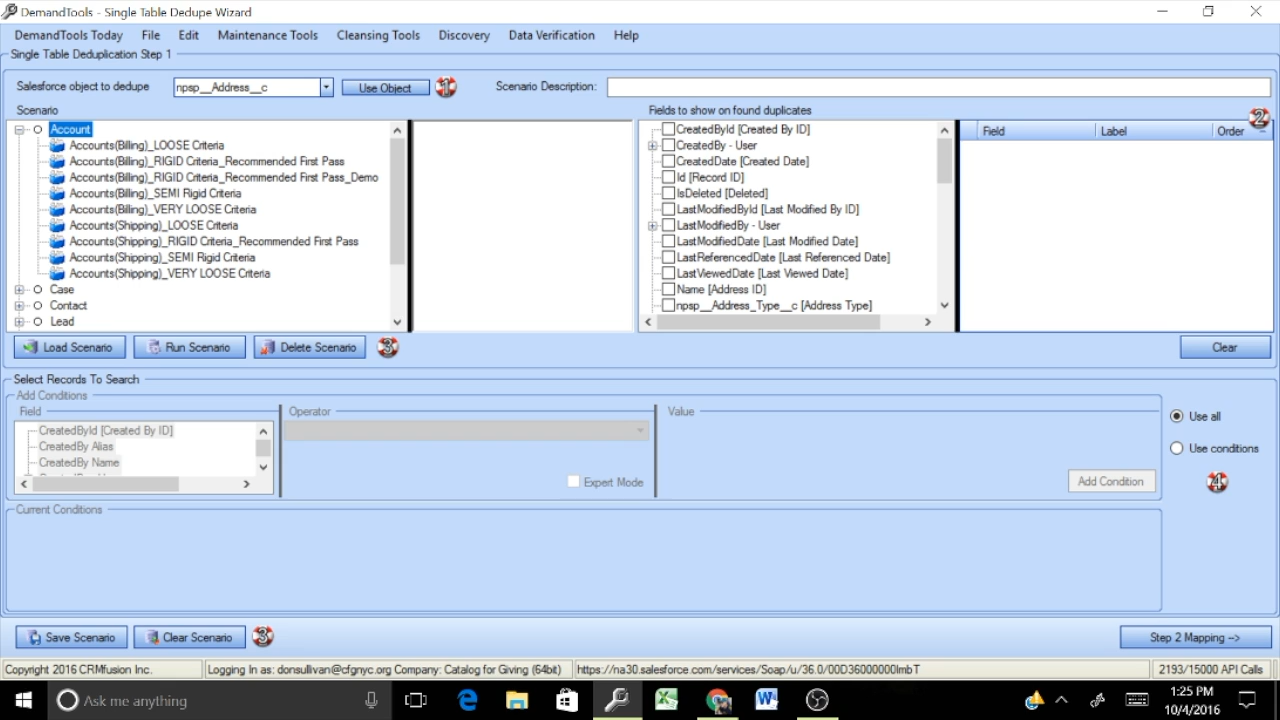 DemandTools - Single Table Dedupe Wizard
DemandTools Today File Edit Maintenance Tools Cleansing Tools Discovery Data Verification Help
Single Table Deduplication Step 1
Salesforce object to dedupe npsp__Address__c Use Object 1 Scenario Description:
Scenario
Account
Accounts(Billing)_LOOSE Criteria
Accounts(Billing)_RIGID Criteria_Recommended First Pass
Accounts(Billing)_RIGID Criteria_Recommended First Pass_Demo
Accounts(Billing)_SEMI Rigid Criteria
Accounts(Billing)_VERY LOOSE Criteria
Accounts(Shipping)_LOOSE Criteria
Accounts(Shipping)_RIGID Criteria_Recommended First Pass
Accounts(Shipping)_SEMI Rigid Criteria
Accounts(Shipping)_VERY LOOSE Criteria
Case
Contact
Lead
Fields to show on found duplicates
CreatedById [Created By ID]
CreatedBy - User
CreatedDate [Created Date]
Id [Record ID]
IsDeleted [Deleted]
LastModifiedById [Last Modified By ID]
LastModifiedBy - User
LastModifiedDate [Last Modified Date]
LastReferencedDate [Last Referenced Date]
LastViewedDate [Last Viewed Date]
Name [Address ID]
npsp__Address_Type__c [Address Type]
2
Field Label Order
Load Scenario Run Scenario Delete Scenario 3 Clear
Select Records To Search
Add Conditions
Field Operator Value
CreatedById [Created By ID]
CreatedBy Alias
CreatedBy Name
Expert Mode
Add Condition
Use all
Use conditions
4
Current Conditions
Save Scenario Clear Scenario 3 Step 2 Mapping -->
Copyright 2016 CRMfusion Inc. Logging In as: donsullivan@cfgnyc.org Company: Catalog for Giving (64bit) https://na30.salesforce.com/services/Soap/u/36.0/00D36000000ImbT 2193/15000 API Calls
Ask me anything
1:25 PM
10/4/2016